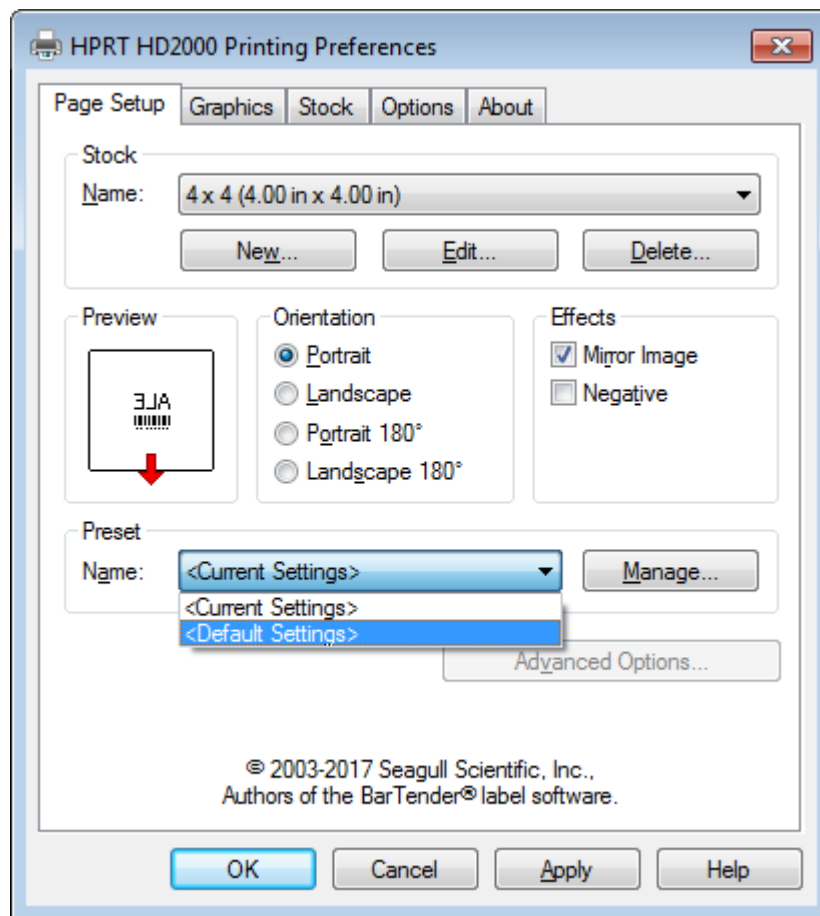 HPRT HD2000 Printing Preferences
Page Setup Graphics Stock Options About
Stock
Name: 4 x 4 (4.00 in x 4.00 in)
New... Edit... Delete...
Preview
ALE
Orientation
Portrait
Landscape
Portrait 180°
Landscape 180°
Effects
Mirror Image
Negative
Preset
Name: <Current Settings> Manage...
<Current Settings>
<Default Settings>
Advanced Options...
© 2003-2017 Seagull Scientific, Inc.,
Authors of the BarTender® label software.
OK Cancel Apply Help